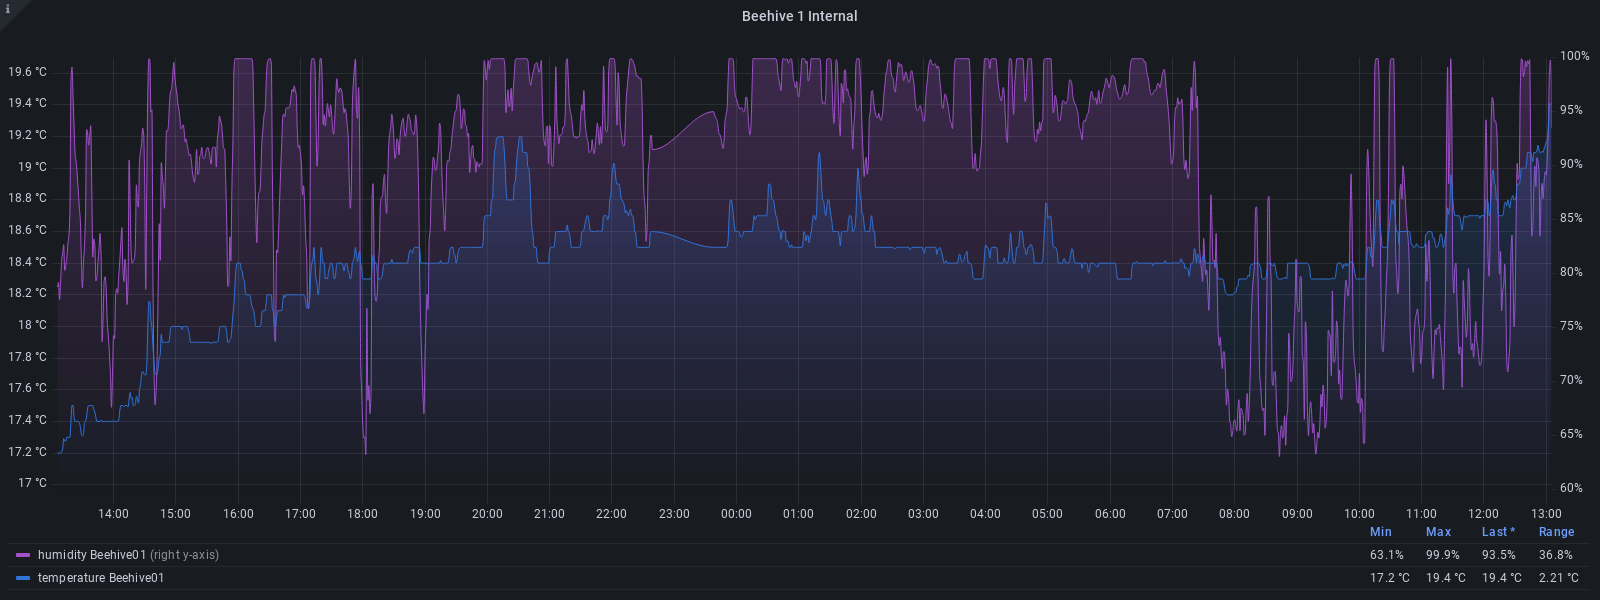 i
Beehive 1 Internal
19.6 °C
19.4 °C
19.2 °C
19 °C
18.8 °C
18.6 °C
18.4 °C
18.2 °C
18 °C
17.8 °C
17.6 °C
17.4 °C
17.2 °C
17 °C
100%
95%
90%
85%
80%
75%
70%
65%
60%
14:00 15:00 16:00 17:00 18:00 19:00 20:00 21:00 22:00 23:00 00:00 01:00 02:00 03:00 04:00 05:00 06:00 07:00 08:00 09:00 10:00 11:00 12:00 13:00
Min Max Last * Range
humidity Beehive01 (right y-axis) 63.1% 99.9% 93.5% 36.8%
temperature Beehive01 17.2 °C 19.4 °C 19.4 °C 2.21 °C